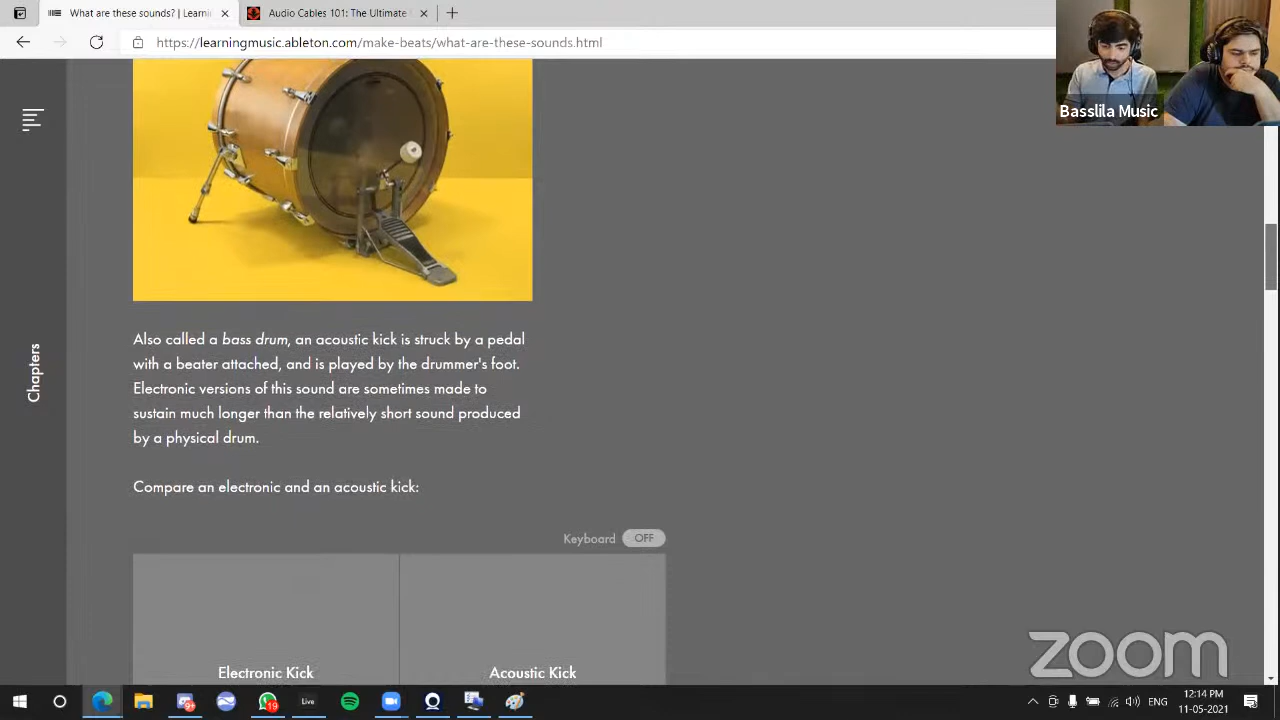 What are these sounds? | Learni
Audio Cables 101: The Ultimate
https://learningmusic.ableton.com/make-beats/what-are-these-sounds.html
Basslila Music
Chapters
Also called a bass drum, an acoustic kick is struck by a pedal
with a beater attached, and is played by the drummer's foot.
Electronic versions of this sound are sometimes made to
sustain much longer than the relatively short sound produced
by a physical drum.
Compare an electronic and an acoustic kick:
Keyboard OFF
Electronic Kick
Acoustic Kick
zoom
9+
19
Live
ENG
12:14 PM
11-05-2021